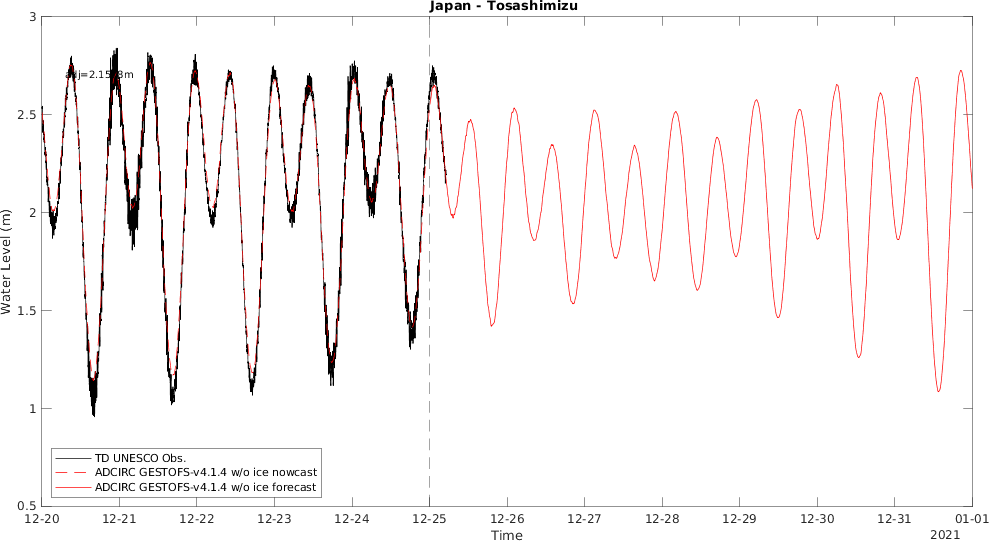 Japan - Tosashimizu
Water Level (m)
3
2.5
2
1.5
1
0.5
TD UNESCO Obs.
ADCIRC GESTOFS-v4.1.4 w/o ice nowcast
ADCIRC GESTOFS-v4.1.4 w/o ice forecast
12-20 12-21 12-22 12-23 12-24 12-25 12-26 12-27 12-28 12-29 12-30 12-31 01-01
Time
2021